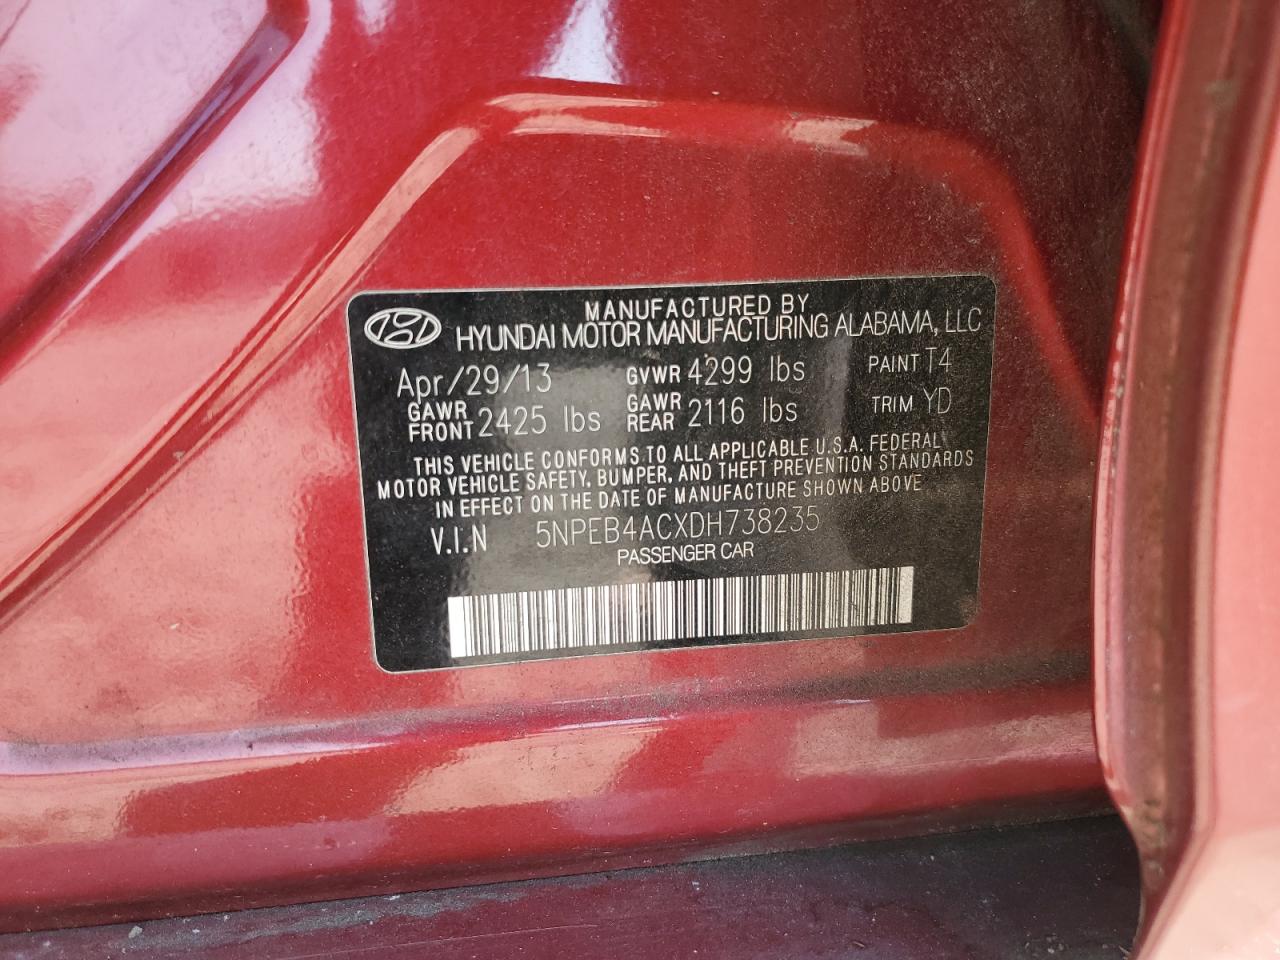 MANUFACTURED BY
HYUNDAI MOTOR MANUFACTURING ALABAMA, LLC
Apr/29/13 GVWR 4299 lbs PAINT T4
GAWR FRONT 2425 lbs GAWR REAR 2116 lbs TRIM YD
THIS VEHICLE CONFORMS TO ALL APPLICABLE U.S.A. FEDERAL
MOTOR VEHICLE SAFETY, BUMPER, AND THEFT PREVENTION STANDARDS
IN EFFECT ON THE DATE OF MANUFACTURE SHOWN ABOVE
V.I.N 5NPEB4ACXDH738235
PASSENGER CAR